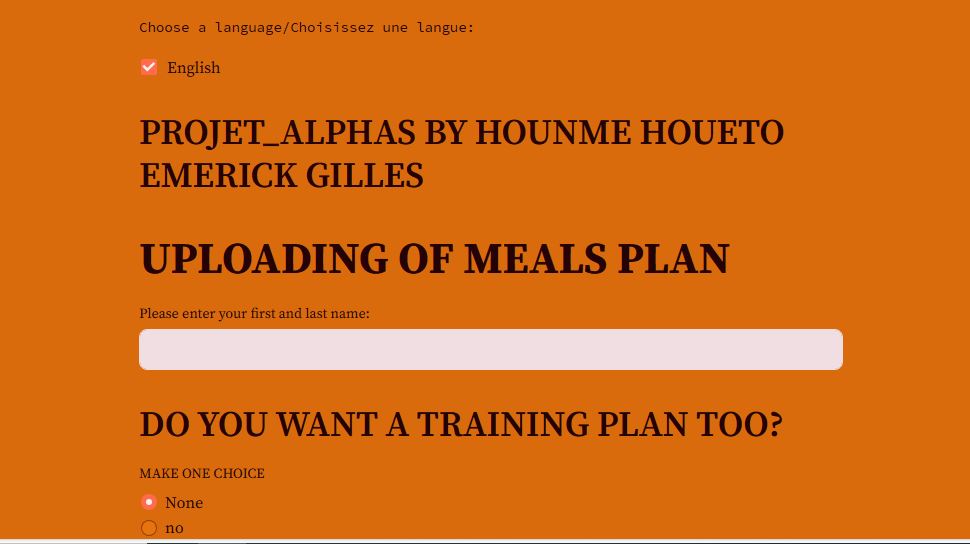 Choose a language/Choisissez une langue:
English
PROJET_ALPHAS BY HOUNME HOUETO
EMERICK GILLES
UPLOADING OF MEALS PLAN
Please enter your first and last name:
DO YOU WANT A TRAINING PLAN TOO?
MAKE ONE CHOICE
None
no